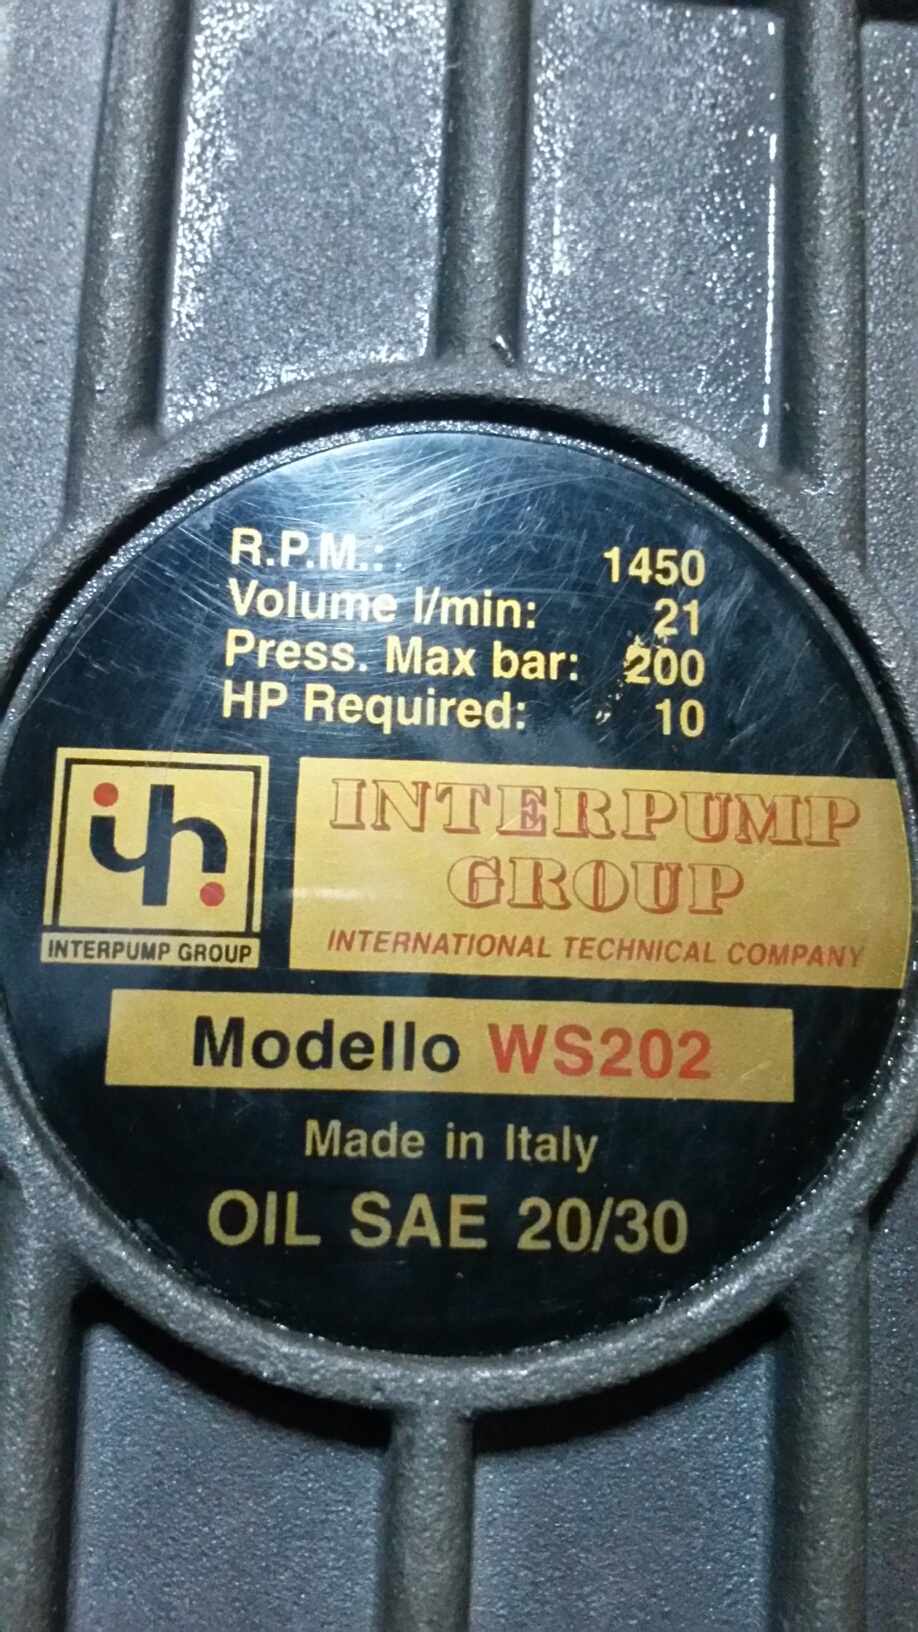 R.P.M.: 1450
Volume l/min: 21
Press. Max bar: 200
HP Required: 10
ih
INTERPUMP GROUP
INTERPUMP
GROUP
INTERNATIONAL TECHNICAL COMPANY
Modello WS202
Made in Italy
OIL SAE 20/30